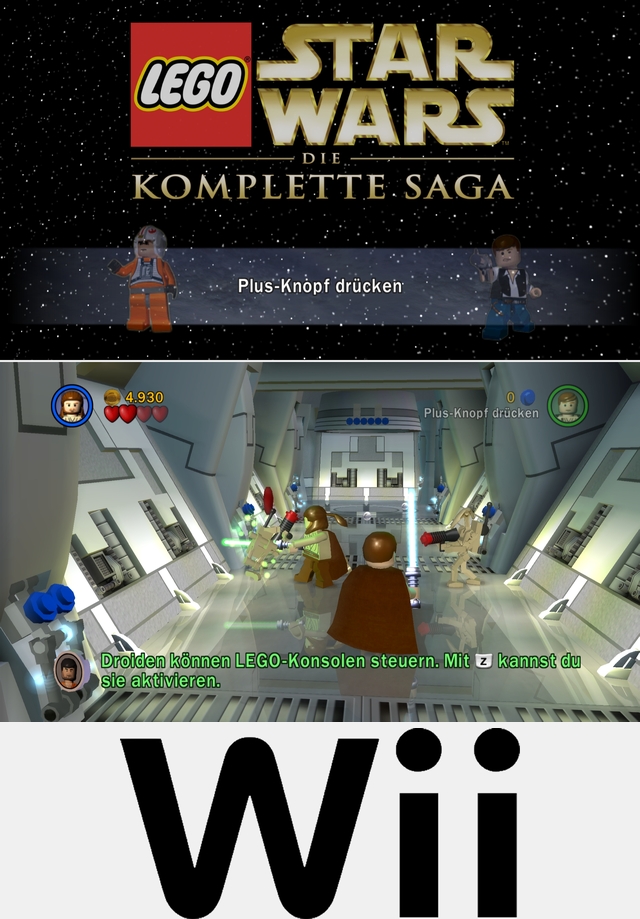 LEGO
STAR
WARS
DIE
KOMPLETTE SAGA
Plus-Knopf drücken
4.930
0
Plus-Knopf drücken
Droiden können LEGO-Konsolen steuern. Mit Z kannst du
sie aktivieren.
Wii